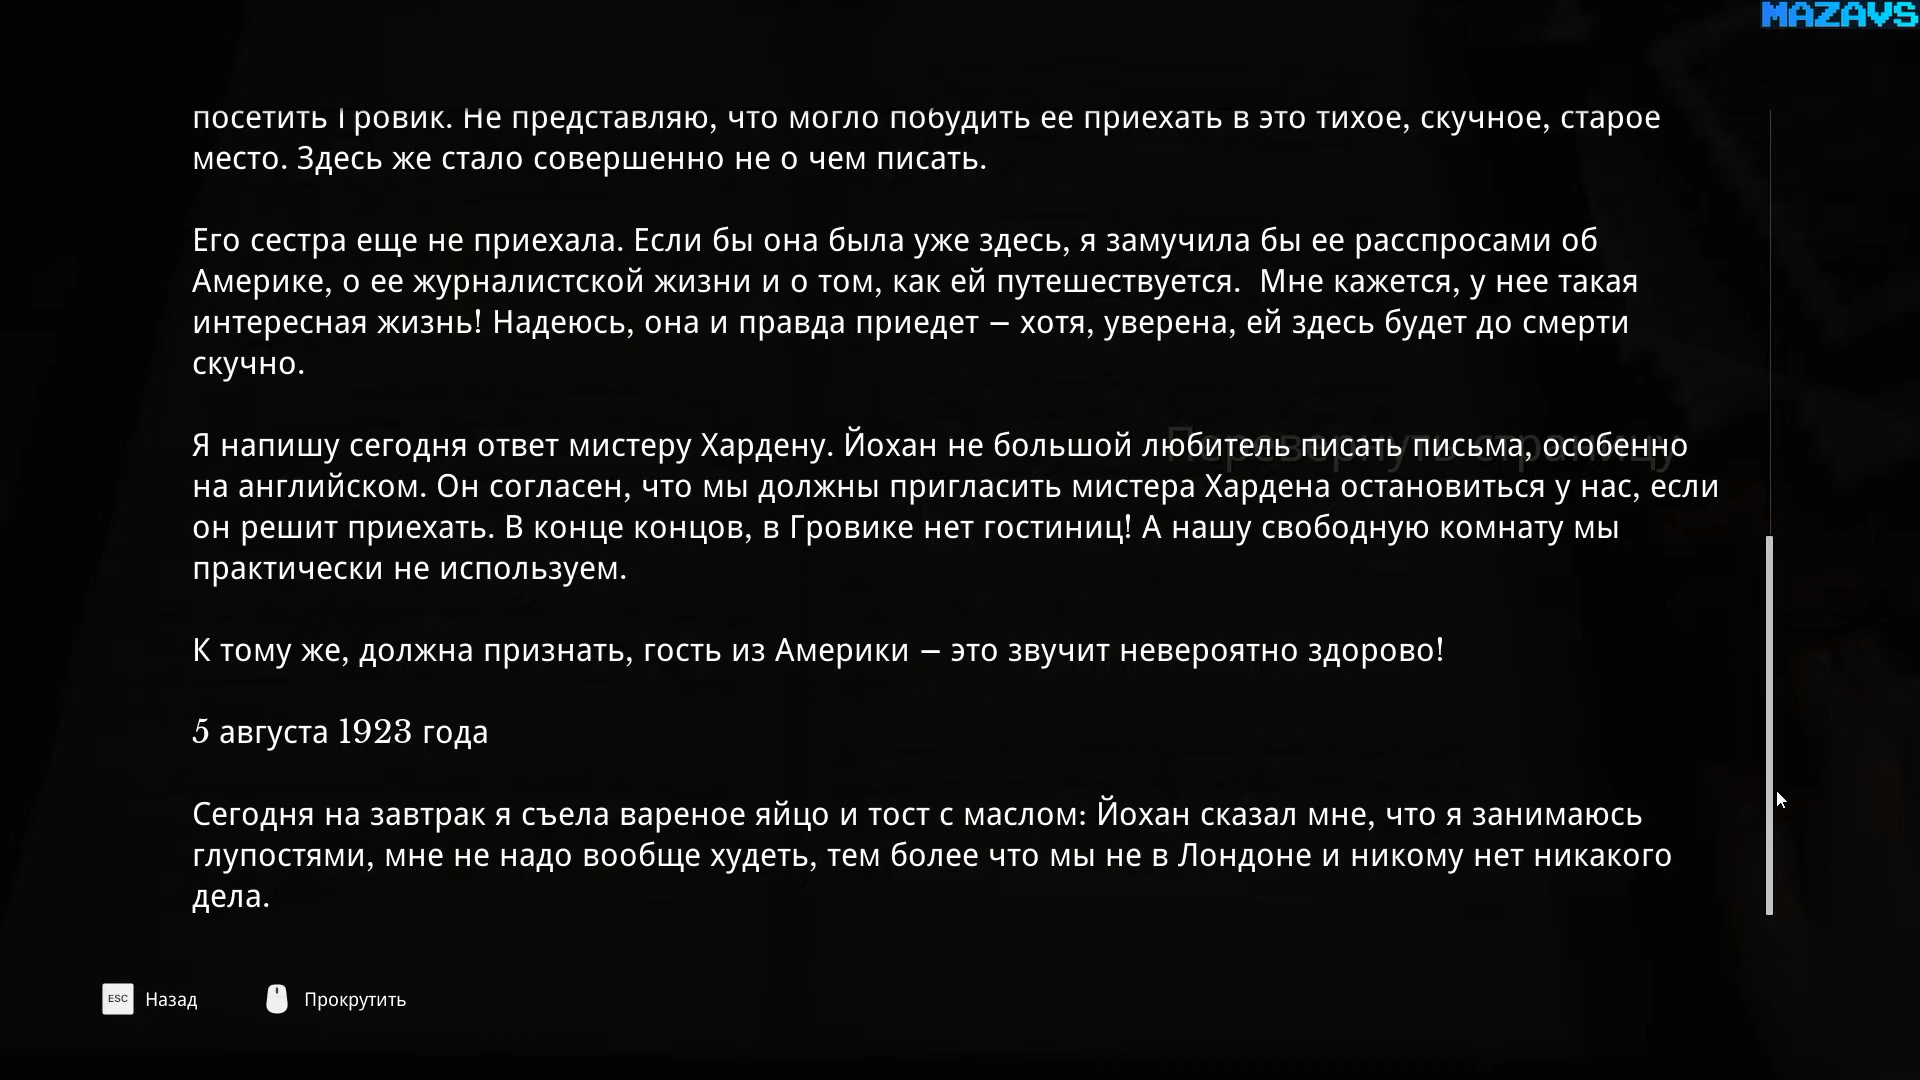 MAZAVS
посетить Гровик. Не представляю, что могло побудить ее приехать в это тихое, скучное, старое
место. Здесь же стало совершенно не о чем писать.
Его сестра еще не приехала. Если бы она была уже здесь, я замучила бы ее расспросами об
Америке, о ее журналистской жизни и о том, как ей путешествуется. Мне кажется, у нее такая
интересная жизнь! Надеюсь, она и правда приедет – хотя, уверена, ей здесь будет до смерти
скучно.
Перевернуть страницу
Я напишу сегодня ответ мистеру Хардену. Йохан не большой любитель писать письма, особенно
на английском. Он согласен, что мы должны пригласить мистера Хардена остановиться у нас, если
он решит приехать. В конце концов, в Гровике нет гостиниц! А нашу свободную комнату мы
практически не используем.
К тому же, должна признать, гость из Америки – это звучит невероятно здорово!
5 августа 1923 года
Сегодня на завтрак я съела вареное яйцо и тост с маслом: Йохан сказал мне, что я занимаюсь
глупостями, мне не надо вообще худеть, тем более что мы не в Лондоне и никому нет никакого
дела.
ESC Назад Прокрутить